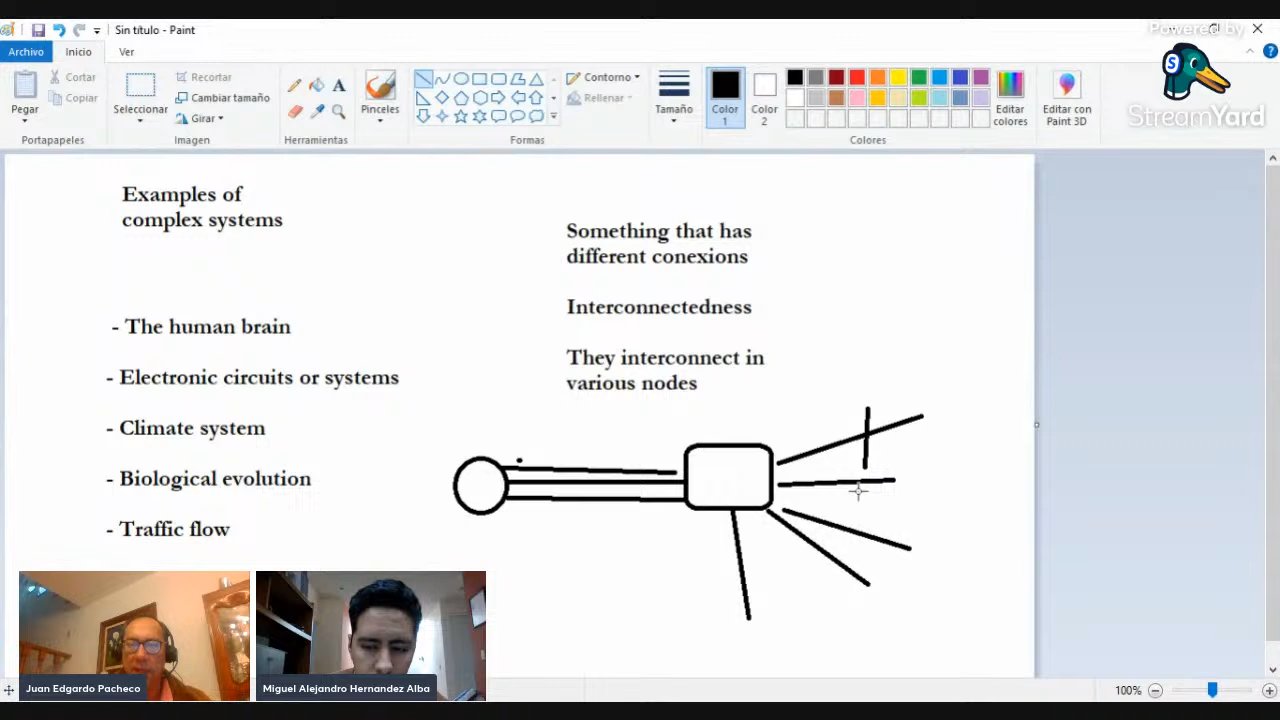 Sin título - Paint
Powered by
Archivo
Inicio
Ver
Pegar
Cortar
Copiar
Portapapeles
Seleccionar
Recortar
Cambiar tamaño
Girar
Imagen
A
Herramientas
Pinceles
Contorno
Rellenar
Formas
Tamaño
Color
1
Color
2
Editar
colores
Colores
Editar con
Paint 3D
S
StreamYard
Examples of
complex systems
- The human brain
- Electronic circuits or systems
- Climate system
- Biological evolution
- Traffic flow
Something that has
different conexions
Interconnectedness
They interconnect in
various nodes
Juan Edgardo Pacheco
Miguel Alejandro Hernandez Alba
100%